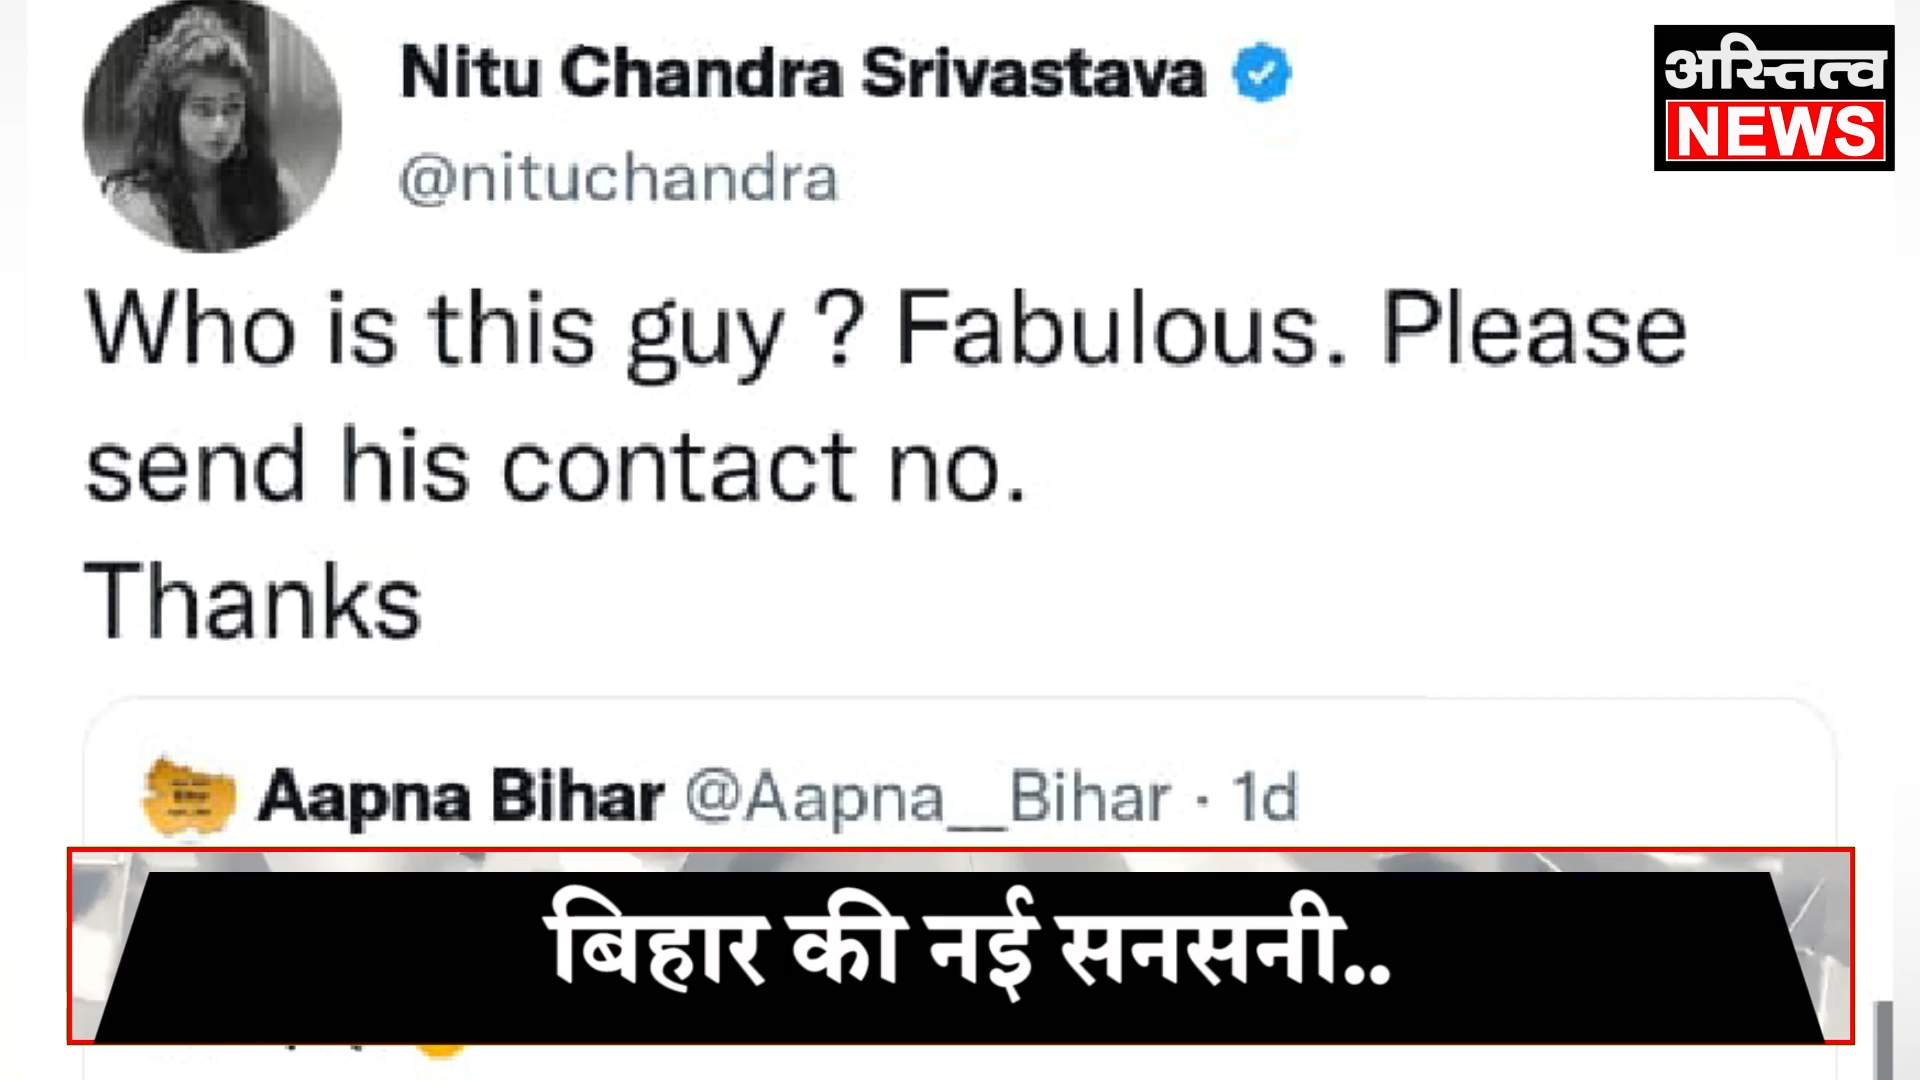 Nitu Chandra Srivastava
@nituchandra
अस्तित्व
NEWS
Who is this guy ? Fabulous. Please
send his contact no.
Thanks
Aapna Bihar @Aapna__Bihar · 1d
बिहार की नई सनसनी..